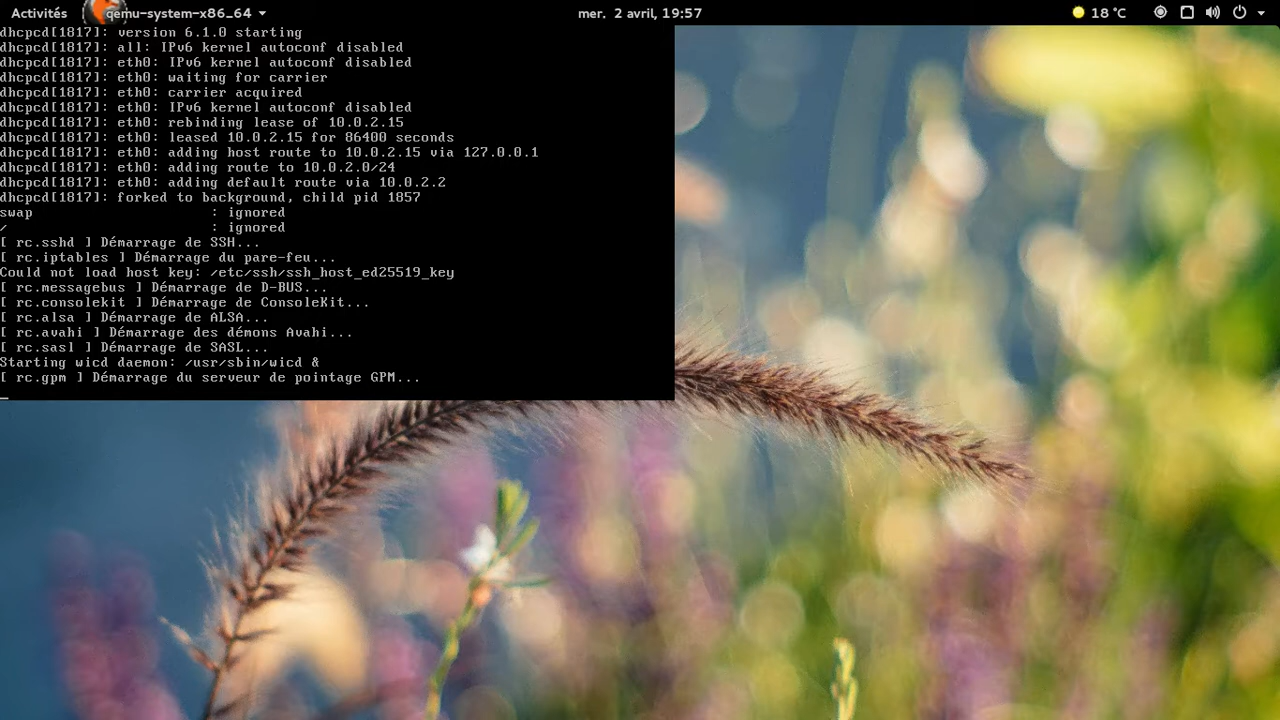 Activités qemu-system-x86_64 mer. 2 avril, 19:57 18 °C
dhcpcd[1817]: version 6.1.0 starting
dhcpcd[1817]: all: IPv6 kernel autoconf disabled
dhcpcd[1817]: eth0: IPv6 kernel autoconf disabled
dhcpcd[1817]: eth0: waiting for carrier
dhcpcd[1817]: eth0: carrier acquired
dhcpcd[1817]: eth0: IPv6 kernel autoconf disabled
dhcpcd[1817]: eth0: rebinding lease of 10.0.2.15
dhcpcd[1817]: eth0: leased 10.0.2.15 for 86400 seconds
dhcpcd[1817]: eth0: adding host route to 10.0.2.15 via 127.0.0.1
dhcpcd[1817]: eth0: adding route to 10.0.2.0/24
dhcpcd[1817]: eth0: adding default route via 10.0.2.2
dhcpcd[1817]: forked to background, child pid 1857
swap : ignored
/ : ignored
[ rc.sshd ] Démarrage de SSH...
[ rc.iptables ] Démarrage du pare-feu...
Could not load host key: /etc/ssh/ssh_host_ed25519_key
[ rc.messagebus ] Démarrage de D-BUS...
[ rc.consolekit ] Démarrage de ConsoleKit...
[ rc.alsa ] Démarrage de ALSA...
[ rc.avahi ] Démarrage des démons Avahi...
[ rc.sasl ] Démarrage de SASL...
Starting wicd daemon: /usr/sbin/wicd &
[ rc.gpm ] Démarrage du serveur de pointage GPM...